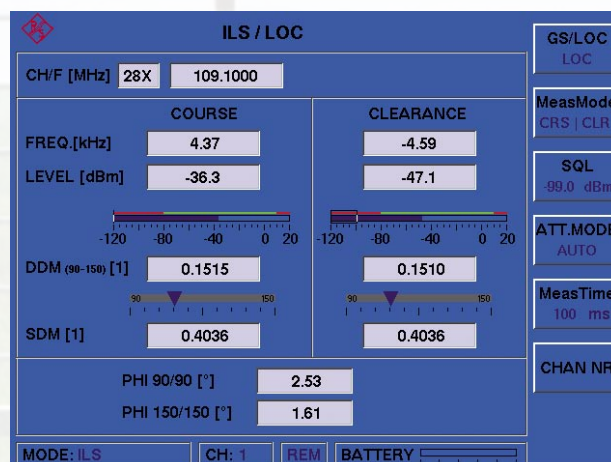 ILS / LOC
CH/F [MHz] 28X 109.1000
COURSE CLEARANCE
FREQ.[kHz] 4.37 -4.59
LEVEL [dBm] -36.3 -47.1
-120 -80 -40 0 20 -120 -80 -40 0 20
DDM (90-150) [1] 0.1515 0.1510
90 150 90 150
SDM [1] 0.4036 0.4036
PHI 90/90 [°] 2.53
PHI 150/150 [°] 1.61
MODE: ILS CH: 1 REM BATTERY
GS/LOC
LOC
MeasMode
CRS | CLR
SQL
-99.0 dBm
ATT.MODE
AUTO
MeasTime
100 ms
CHAN NR